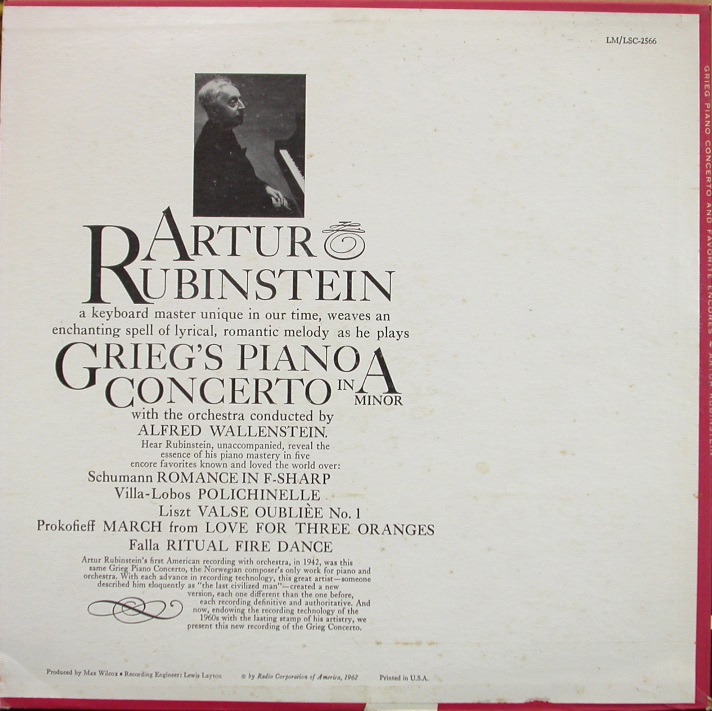 LM/LSC-2566
ARTUR
RUBINSTEIN
a keyboard master unique in our time, weaves an
enchanting spell of lyrical, romantic melody as he plays
GRIEG'S PIANO
CONCERTO IN A
MINOR
with the orchestra conducted by
ALFRED WALLENSTEIN.
Hear Rubinstein, unaccompanied, reveal the
essence of his piano mastery in five
encore favorites known and loved the world over:
Schumann ROMANCE IN F-SHARP
Villa-Lobos POLICHINELLE
Liszt VALSE OUBLIÈE No. 1
Prokofieff MARCH from LOVE FOR THREE ORANGES
Falla RITUAL FIRE DANCE
Artur Rubinstein's first American recording with orchestra, in 1942, was this
same Grieg Piano Concerto, the Norwegian composer's only work for piano and
orchestra. With each advance in recording technology, this great artist—someone
described him eloquently as "the last civilized man"—created a new
version, each one different than the one before,
each recording definitive and authoritative. And
now, endowing the recording technology of the
1960s with the lasting stamp of his artistry, we
present this new recording of the Grieg Concerto.
Produced by Max Wilcox • Recording Engineer: Lewis Layton
© by Radio Corporation of America, 1962
Printed in U.S.A.
GRIEG PIANO CONCERTO AND FAVORITE ENCORES • ARTUR RUBINSTEIN